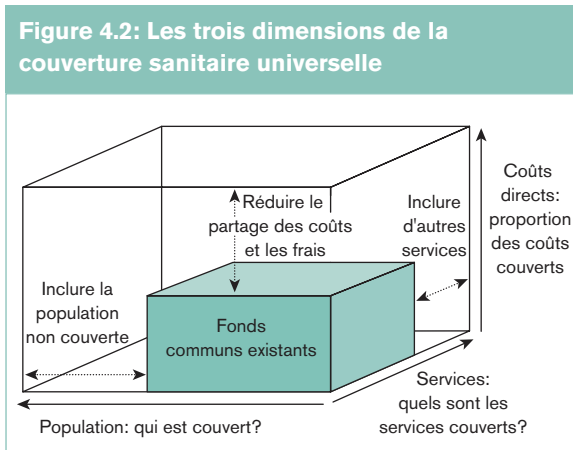 Figure 4.2: Les trois dimensions de la
couverture sanitaire universelle
Réduire le
partage des coûts
et les frais
Inclure
d'autres
services
Coûts
directs:
proportion
des coûts
couverts
Inclure la
population
non couverte
Fonds
communs existants
Services:
quels sont les
services couverts?
Population: qui est couvert?